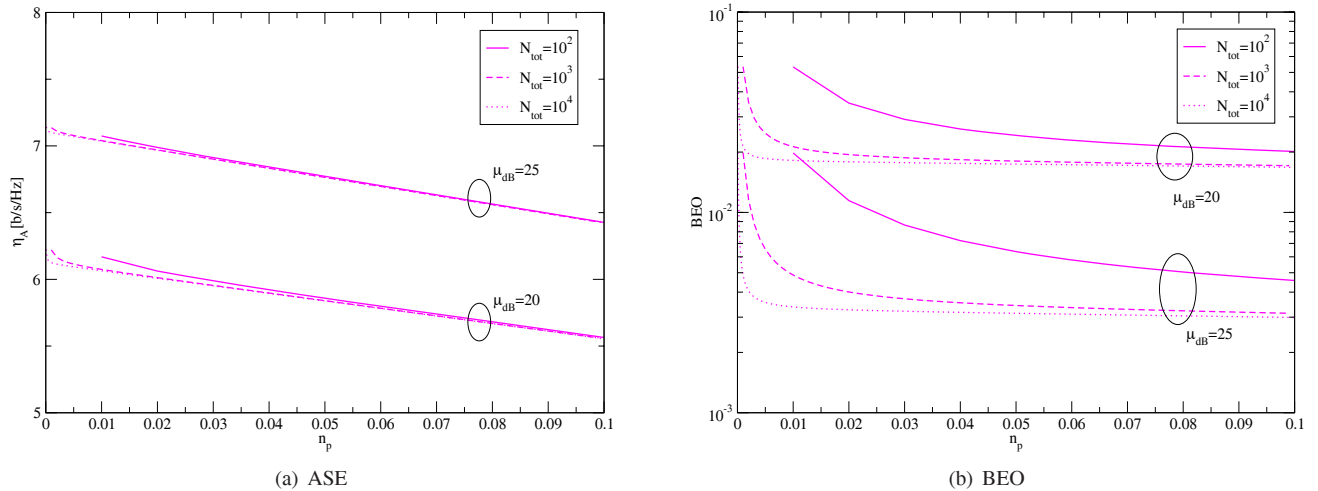 8
7
6
5
η_A [b/s/Hz]
N_tot=10^2
N_tot=10^3
N_tot=10^4
μ_dB=25
μ_dB=20
0 0.01 0.02 0.03 0.04 0.05 0.06 0.07 0.08 0.09 0.1
n_p
(a) ASE
10^-1
10^-2
10^-3
BEO
N_tot=10^2
N_tot=10^3
N_tot=10^4
μ_dB=20
μ_dB=25
0 0.01 0.02 0.03 0.04 0.05 0.06 0.07 0.08 0.09 0.1
n_p
(b) BEO